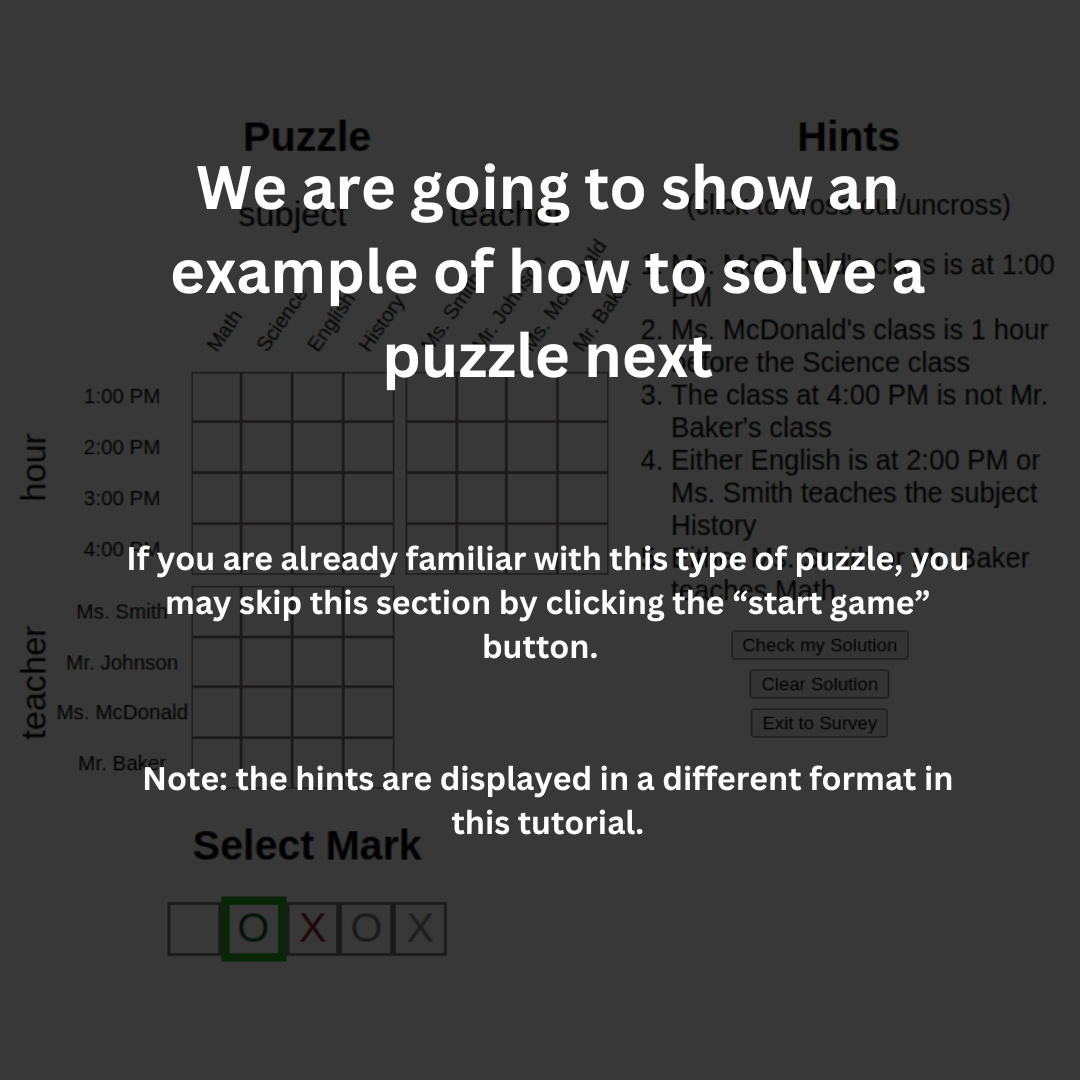 We are going to show an
example of how to solve a
puzzle next
If you are already familiar with this type of puzzle, you
may skip this section by clicking the “start game”
button.
Note: the hints are displayed in a different format in
this tutorial.
Puzzle
subject
teacher
Math
Science
English
History
Ms. Smith
Mr. Johnson
Ms. McDonald
Mr. Baker
hour
1:00 PM
2:00 PM
3:00 PM
4:00 PM
teacher
Ms. Smith
Mr. Johnson
Ms. McDonald
Mr. Baker
Select Mark
O X O X
Hints
(click to cross out/uncross)
1. Ms. McDonald's class is at 1:00
PM
2. Ms. McDonald's class is 1 hour
before the Science class
3. The class at 4:00 PM is not Mr.
Baker's class
4. Either English is at 2:00 PM or
Ms. Smith teaches the subject
History
5. Either Ms. Smith or Mr. Baker
teaches Math
Check my Solution
Clear Solution
Exit to Survey